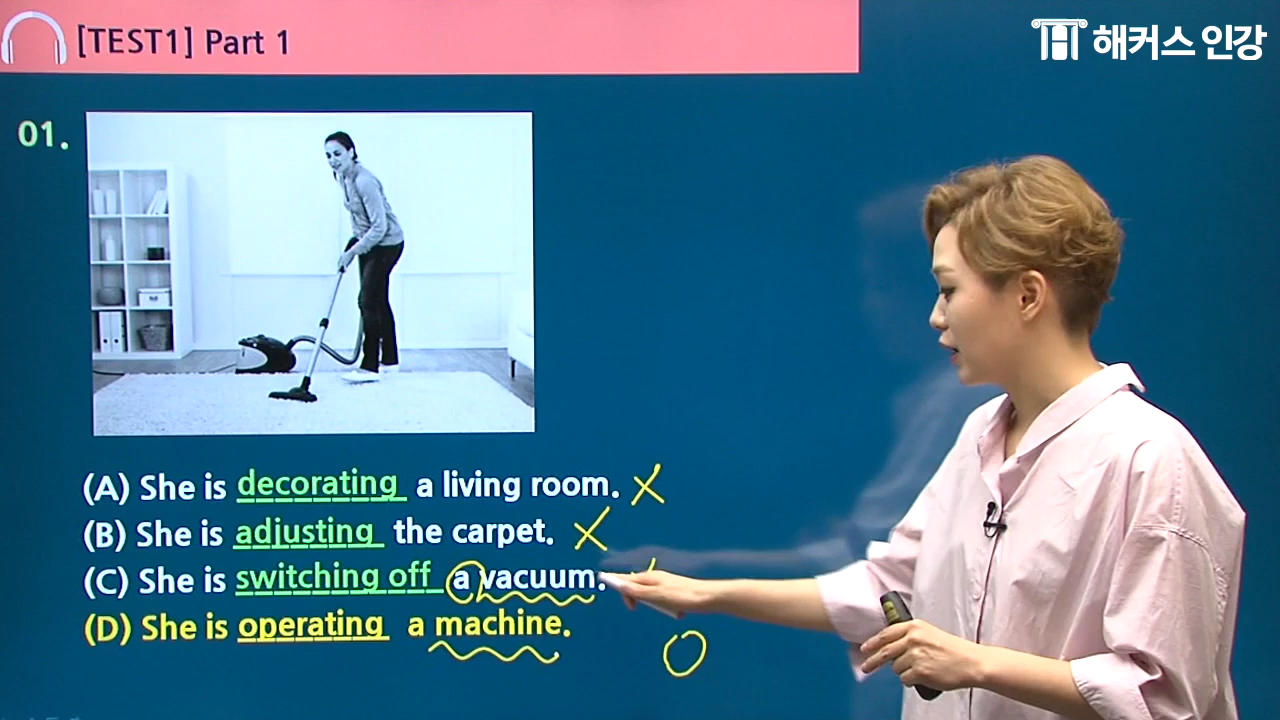 [TEST1] Part 1
해커스 인강
01.
(A) She is decorating a living room. X
(B) She is adjusting the carpet. X
(C) She is switching off a vacuum.
(D) She is operating a machine. O